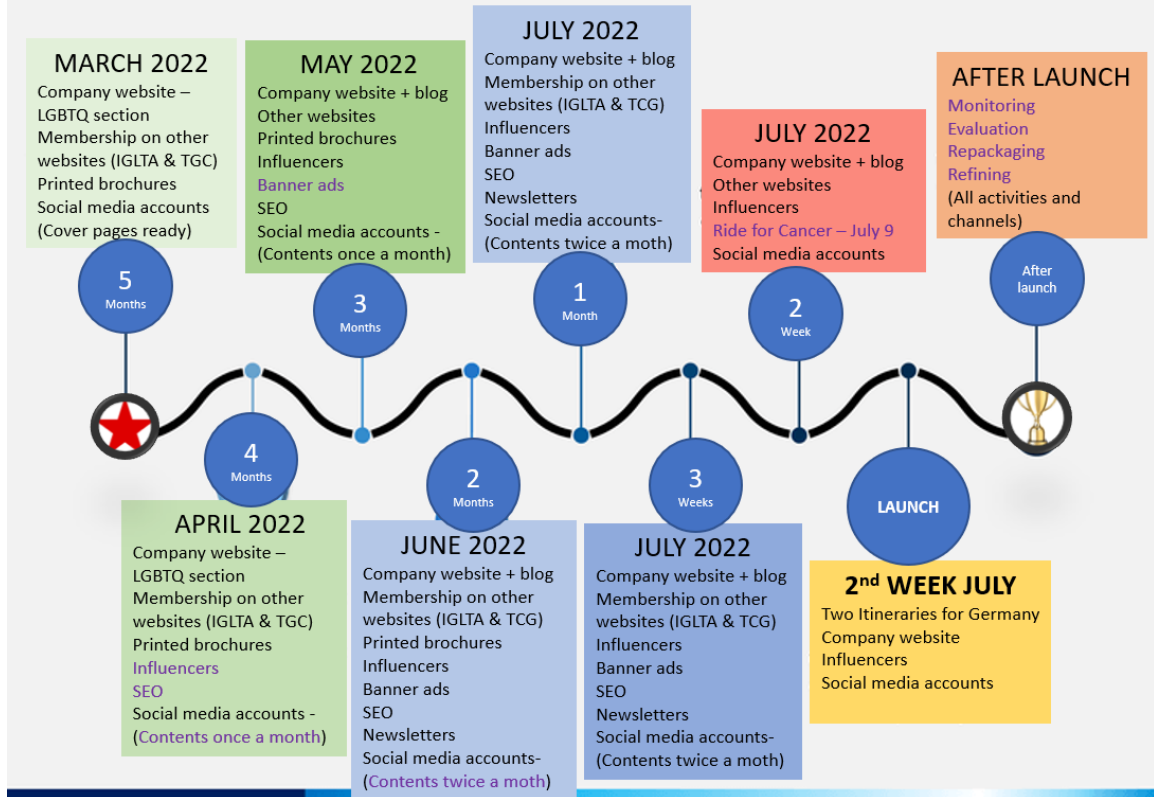 MARCH 2022
Company website –
LGBTQ section
Membership on other
websites (IGLTA & TGC)
Printed brochures
Social media accounts
(Cover pages ready)
5
Months
APRIL 2022
Company website –
LGBTQ section
Membership on other
websites (IGLTA & TGC)
Printed brochures
Influencers
SEO
Social media accounts -
(Contents once a month)
4
Months
MAY 2022
Company website + blog
Other websites
Printed brochures
Influencers
Banner ads
SEO
Social media accounts -
(Contents once a month)
3
Months
JUNE 2022
Company website + blog
Membership on other
websites (IGLTA & TCG)
Printed brochures
Influencers
Banner ads
SEO
Newsletters
Social media accounts-
(Contents twice a moth)
2
Months
JULY 2022
Company website + blog
Membership on other
websites (IGLTA & TCG)
Influencers
Banner ads
SEO
Newsletters
Social media accounts-
(Contents twice a moth)
1
Month
JULY 2022
Company website + blog
Membership on other
websites (IGLTA & TCG)
Influencers
Banner ads
SEO
Newsletters
Social media accounts-
(Contents twice a moth)
3
Weeks
JULY 2022
Company website + blog
Other websites
Influencers
Ride for Cancer – July 9
Social media accounts
2
Week
LAUNCH
2nd WEEK JULY
Two Itineraries for Germany
Company website
Influencers
Social media accounts
AFTER LAUNCH
Monitoring
Evaluation
Repackaging
Refining
(All activities and
channels)
After
launch